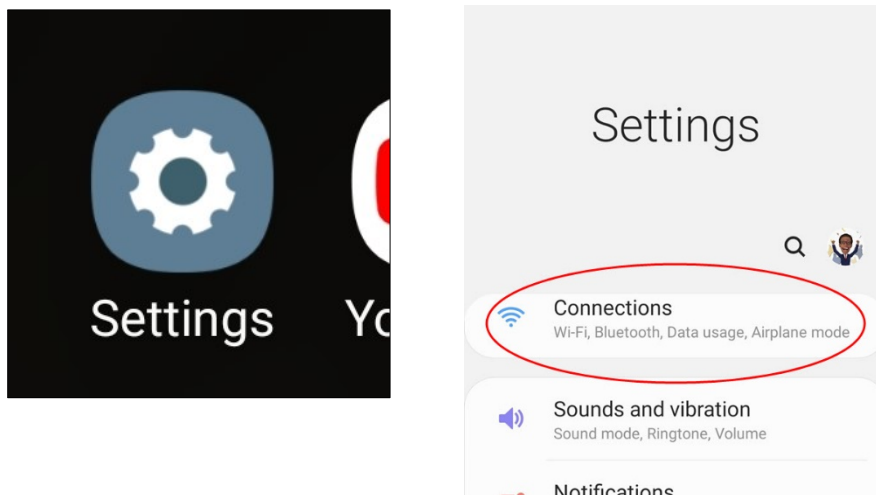 Settings
Yo
Settings
Connections
Wi-Fi, Bluetooth, Data usage, Airplane mode
Sounds and vibration
Sound mode, Ringtone, Volume
Notifications